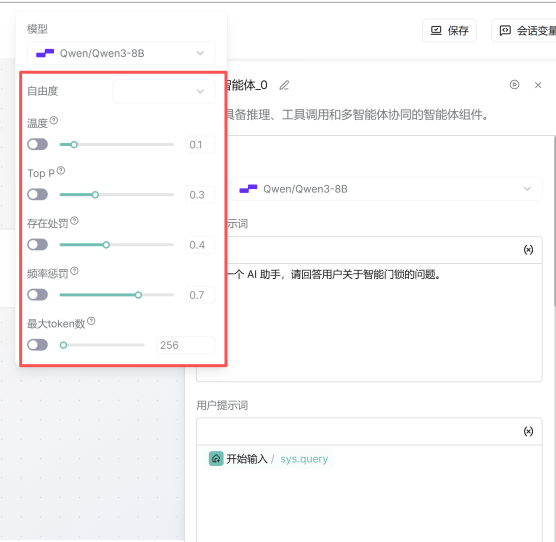 模型
Qwen/Qwen3-8B
自由度
温度
0.1
Top P
0.3
存在处罚
0.4
频率惩罚
0.7
最大token数
256
保存
会话变量
智能体_0
具备推理、工具调用和多智能体协同的智能体组件。
Qwen/Qwen3-8B
示词
(x)
一个 AI 助手，请回答用户关于智能门锁的问题。
用户提示词
(x)
开始输入 / sys.query